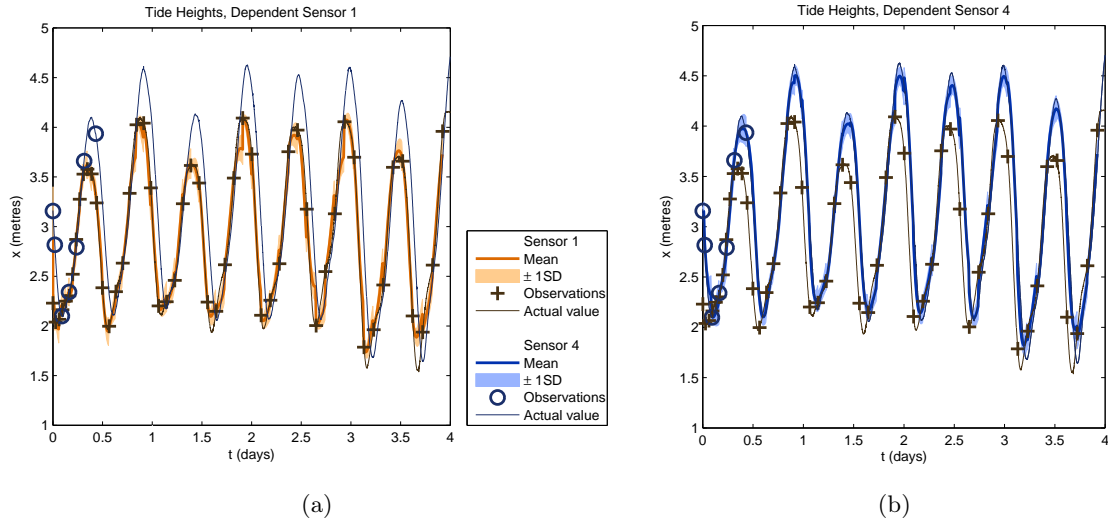 Tide Heights, Dependent Sensor 1
5
4.5
4
3.5
3
2.5
2
1.5
1
x (metres)
0 0.5 1 1.5 2 2.5 3 3.5 4
t (days)
(a)
Sensor 1
Mean
± 1SD
Observations
Actual value
Sensor 4
Mean
± 1SD
Observations
Actual value
Tide Heights, Dependent Sensor 4
5
4.5
4
3.5
3
2.5
2
1.5
1
x (metres)
0 0.5 1 1.5 2 2.5 3 3.5 4
t (days)
(b)